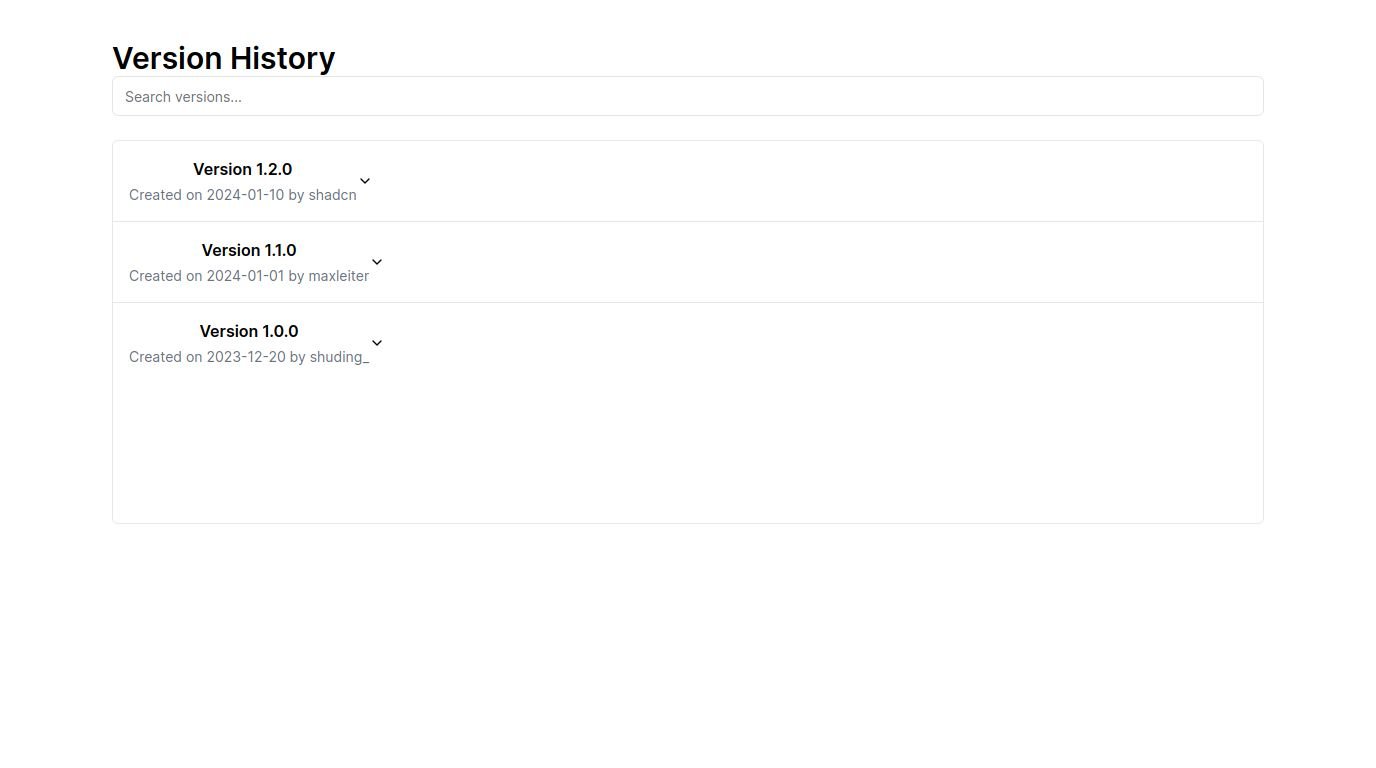 Version History
Search versions...
Version 1.2.0
Created on 2024-01-10 by shadcn
Version 1.1.0
Created on 2024-01-01 by maxleiter
Version 1.0.0
Created on 2023-12-20 by shuding_